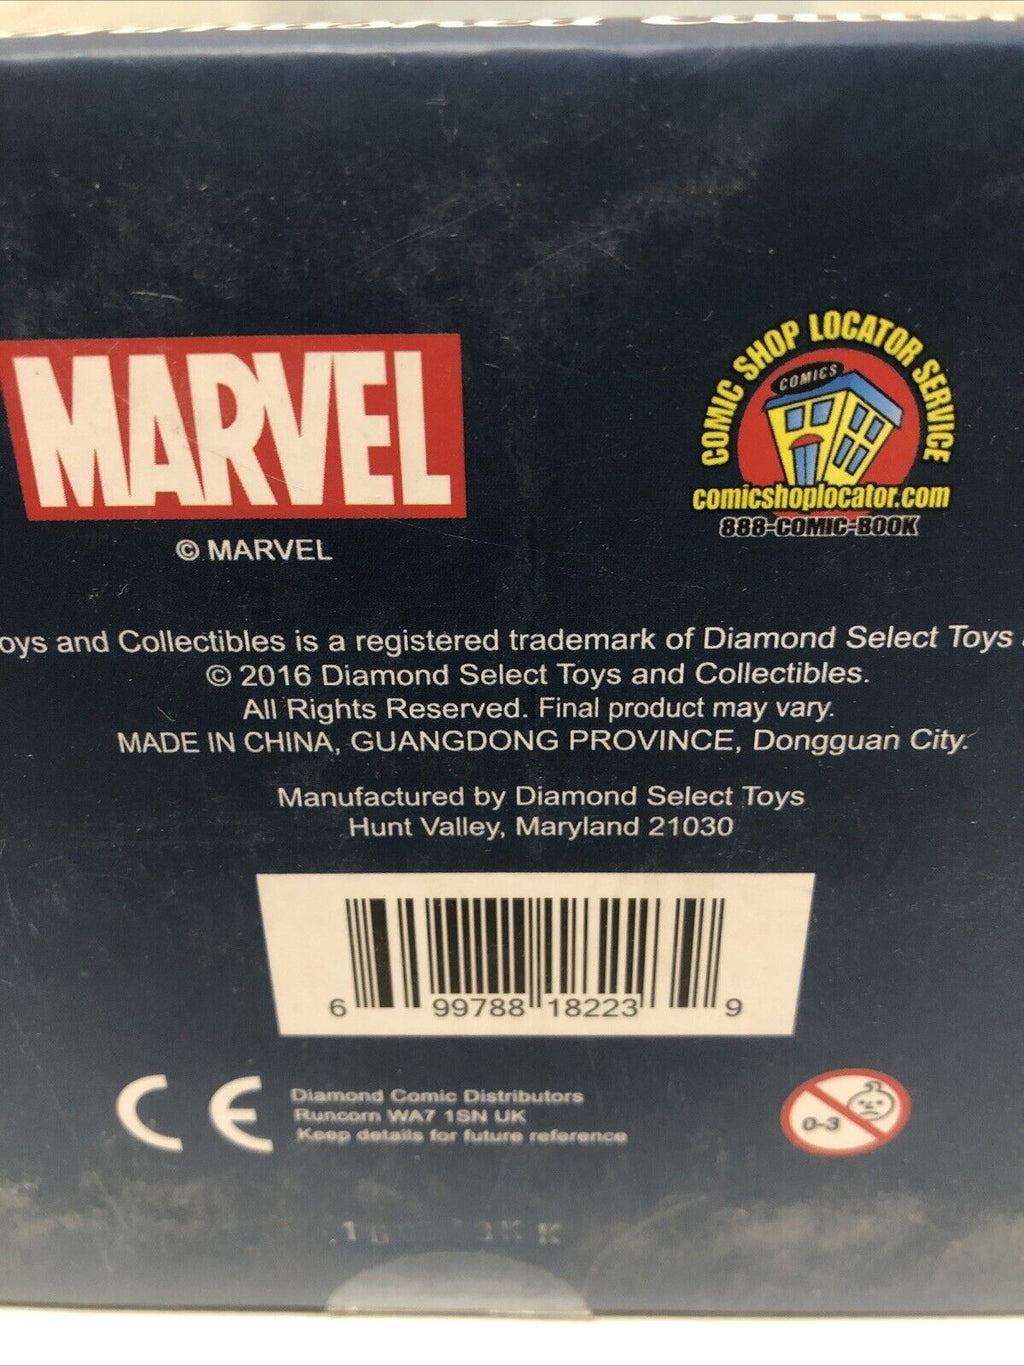 MARVEL
© MARVEL
COMIC SHOP LOCATOR SERVICE
COMICS
comicshoplocator.com
888-COMIC-BOOK
oys and Collectibles is a registered trademark of Diamond Select Toys
© 2016 Diamond Select Toys and Collectibles.
All Rights Reserved. Final product may vary.
MADE IN CHINA, GUANGDONG PROVINCE, Dongguan City.
Manufactured by Diamond Select Toys
Hunt Valley, Maryland 21030
6 99788 18223 9
CE
Diamond Comic Distributors
Runcorn WA7 1SN UK
Keep details for future reference
0-3